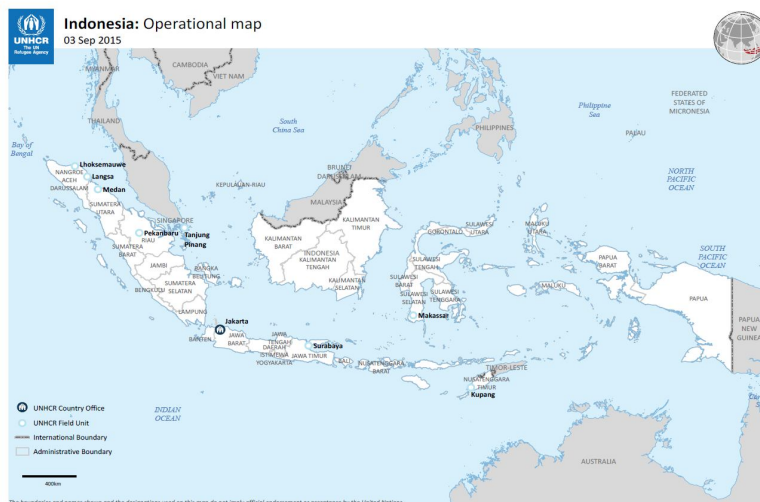 UNHCR
The UN
Refugee Agency
Indonesia: Operational map
03 Sep 2015
MYANMAR
CAMBODIA
VIET NAM
THAILAND
South
China Sea
Philippine
Sea
PHILIPPINES
PALAU
FEDERATED
STATES OF
MICRONESIA
Bay of
Bengal
NORTH
PACIFIC
OCEAN
SOUTH
PACIFIC
OCEAN
Lhoksemauwe
NANGROE
ACEH
DARUSSALAM
Langsa
Medan
SUMATERA
UTARA
KEPULAUAN-RIAU
BRUNEI
DARUSSALAM
MALAYSIA
SINGAPORE
Pekanbaru
RIAU
Tanjung
Pinang
SUMATERA
BARAT
JAMBI
BANGKA
BELITUNG
BENGKULU
SUMATERA
SELATAN
LAMPUNG
KALIMANTAN
BARAT
KALIMANTAN
TIMUR
INDONESIA
KALIMANTAN
TENGAH
KALIMANTAN
SELATAN
GORONTALO
SULAWESI
UTARA
SULAWESI
TENGAH
SULAWESI
BARAT
SULAWESI
SELATAN
SULAWESI
TENGGARA
Makassar
MALUKU
UTARA
MALUKU
PAPUA
BARAT
PAPUA
PAPUA
NEW
GUINEA
Jakarta
BANTEN
JAWA
BARAT
JAWA
TENGAH
DAERAH
ISTIMEWA
YOGYAKARTA
Surabaya
JAWA TIMUR
BALI
NUSATENGGARA
BARAT
TIMOR-LESTE
NUSATENGGARA
TIMUR
Kupang
INDIAN
OCEAN
AUSTRALIA
UNHCR Country Office
UNHCR Field Unit
International Boundary
Administrative Boundary
400km